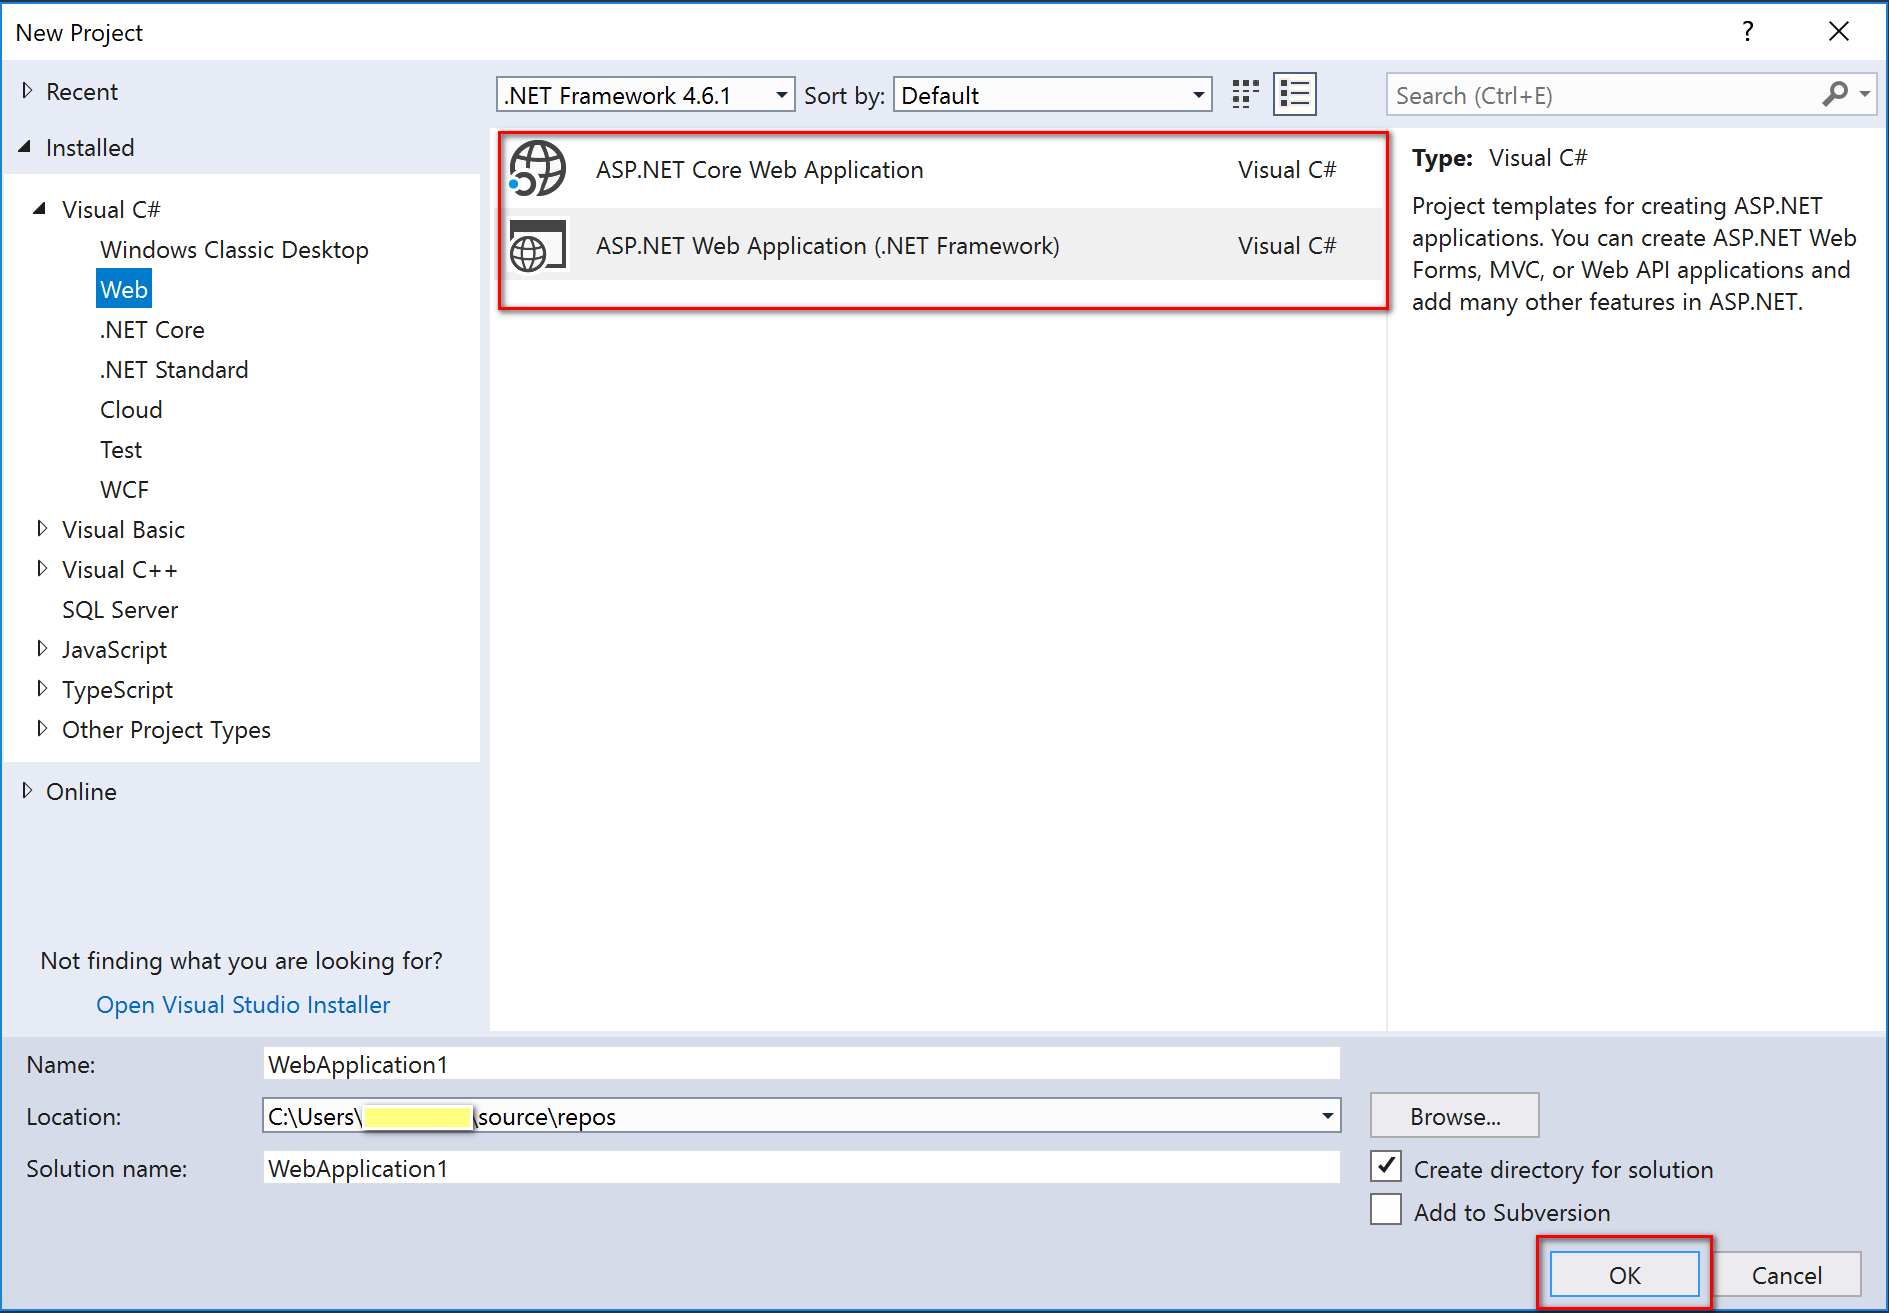 New Project
?
Recent
Installed
Visual C#
Windows Classic Desktop
Web
.NET Core
.NET Standard
Cloud
Test
WCF
Visual Basic
Visual C++
SQL Server
JavaScript
TypeScript
Other Project Types
Online
Not finding what you are looking for?
Open Visual Studio Installer
.NET Framework 4.6.1
Sort by:
Default
Search (Ctrl+E)
ASP.NET Core Web Application
Visual C#
ASP.NET Web Application (.NET Framework)
Visual C#
Type: Visual C#
Project templates for creating ASP.NET
applications. You can create ASP.NET Web
Forms, MVC, or Web API applications and
add many other features in ASP.NET.
Name:
WebApplication1
Location:
C:\Users\ \source\repos
Browse...
Solution name:
WebApplication1
Create directory for solution
Add to Subversion
OK
Cancel